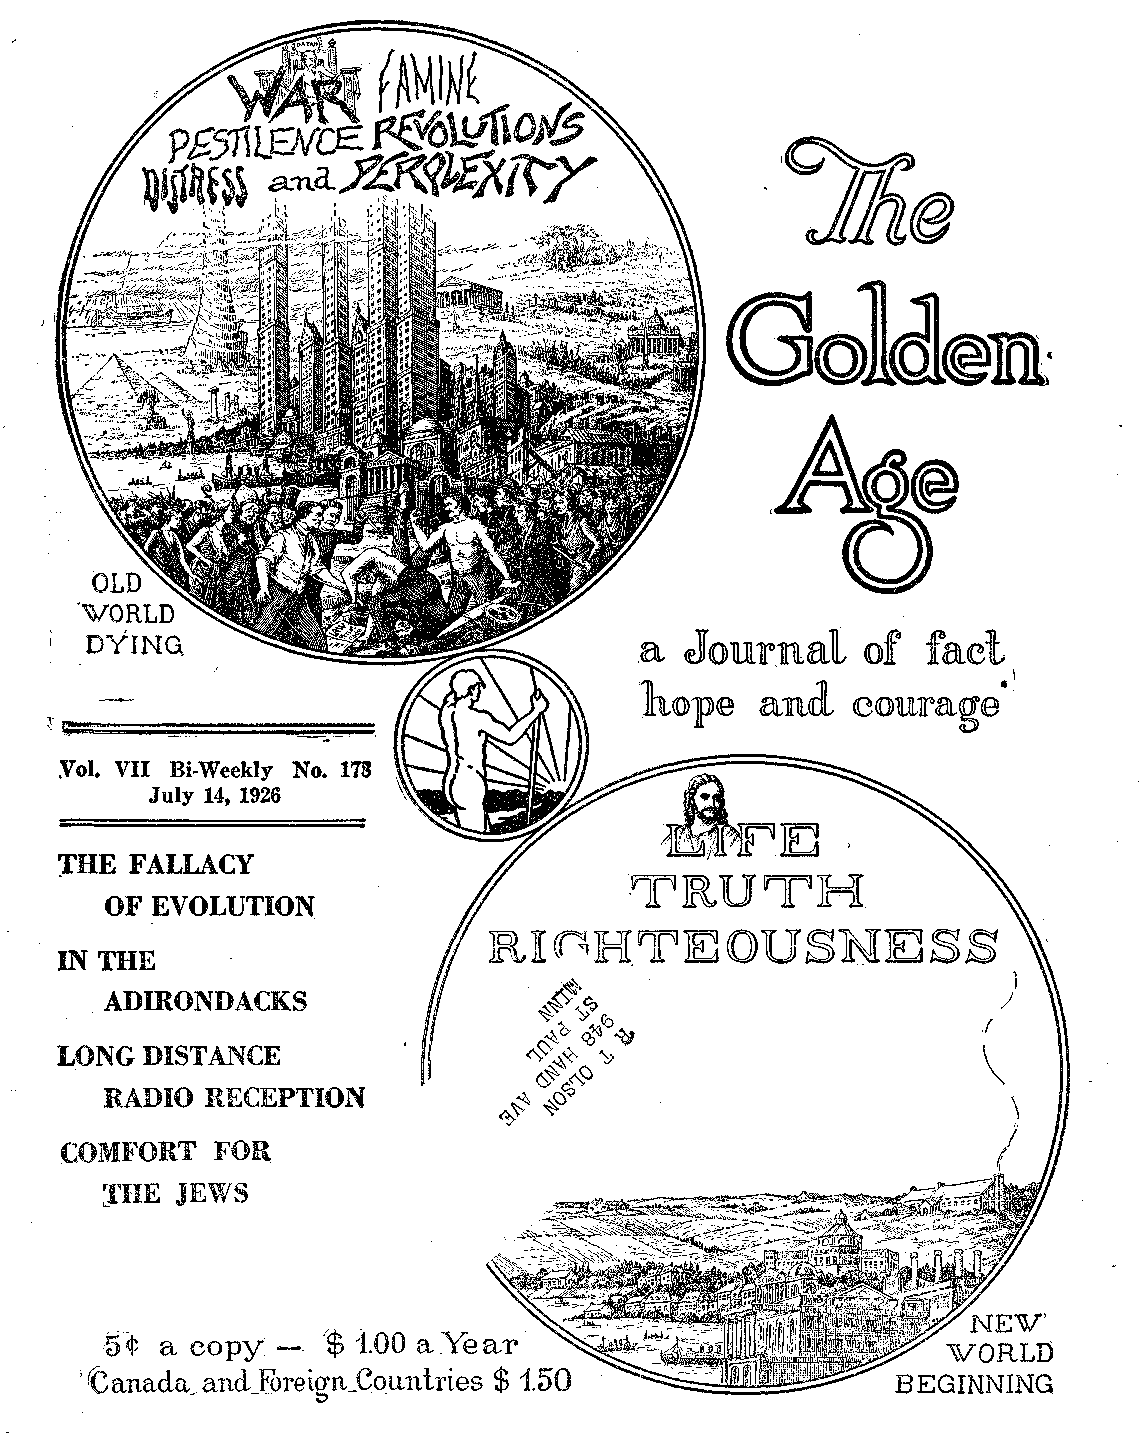 SATAN
WAR FAMINE
PESTILENCE REVOLUTIONS
DISTRESS and PERPLEXITY
The
Golden
Age
OLD
WORLD
DYING
a Journal of fact
hope and courage
Vol. VII Bi-Weekly No. 178
July 14, 1926
THE FALLACY
OF EVOLUTION
IN THE
ADIRONDACKS
LONG DISTANCE
RADIO RECEPTION
COMFORT FOR
THE JEWS
LIFE
TRUTH
RIGHTEOUSNESS
R T OLSON
948 HAND AVE
ST PAUL
MINN
5¢ a copy — $ 1.00 a Year
Canada and Foreign Countries $ 1.50
NEW
WORLD
BEGINNING